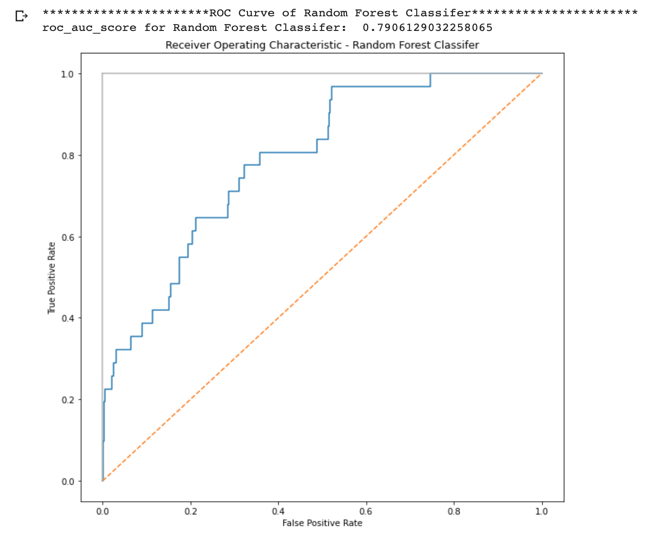 ***********************ROC Curve of Random Forest Classifer***********************
roc_auc_score for Random Forest Classifer:  0.7906129032258065
Receiver Operating Characteristic - Random Forest Classifer
1.0
0.8
0.6
0.4
0.2
0.0
True Positive Rate
0.0 0.2 0.4 0.6 0.8 1.0
False Positive Rate